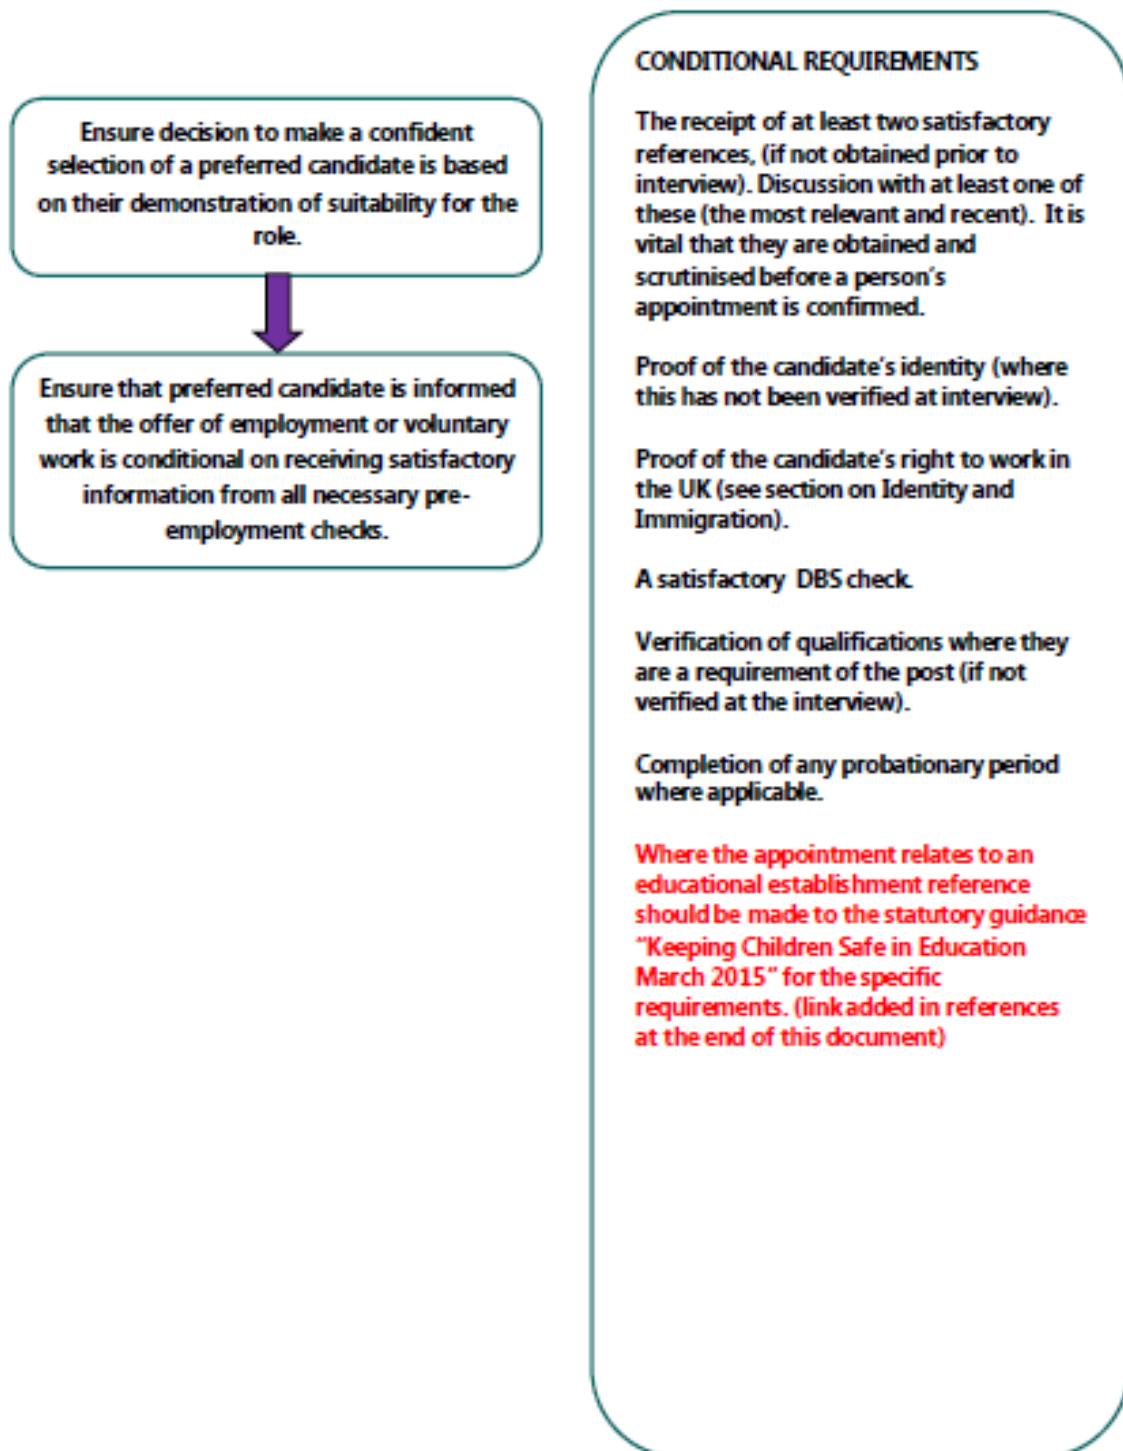 Ensure decision to make a confident
selection of a preferred candidate is based
on their demonstration of suitability for the
role.
Ensure that preferred candidate is informed
that the offer of employment or voluntary
work is conditional on receiving satisfactory
information from all necessary pre-
employment checks.
CONDITIONAL REQUIREMENTS
The receipt of at least two satisfactory
references, (if not obtained prior to
interview). Discussion with at least one of
these (the most relevant and recent). It is
vital that they are obtained and
scrutinised before a person's
appointment is confirmed.
Proof of the candidate's identity (where
this has not been verified at interview).
Proof of the candidate's right to work in
the UK (see section on Identity and
Immigration).
A satisfactory DBS check.
Verification of qualifications where they
are a requirement of the post (if not
verified at the interview).
Completion of any probationary period
where applicable.
Where the appointment relates to an
educational establishment reference
should be made to the statutory guidance
"Keeping Children Safe in Education
March 2015" for the specific
requirements. (link added in references
at the end of this document)